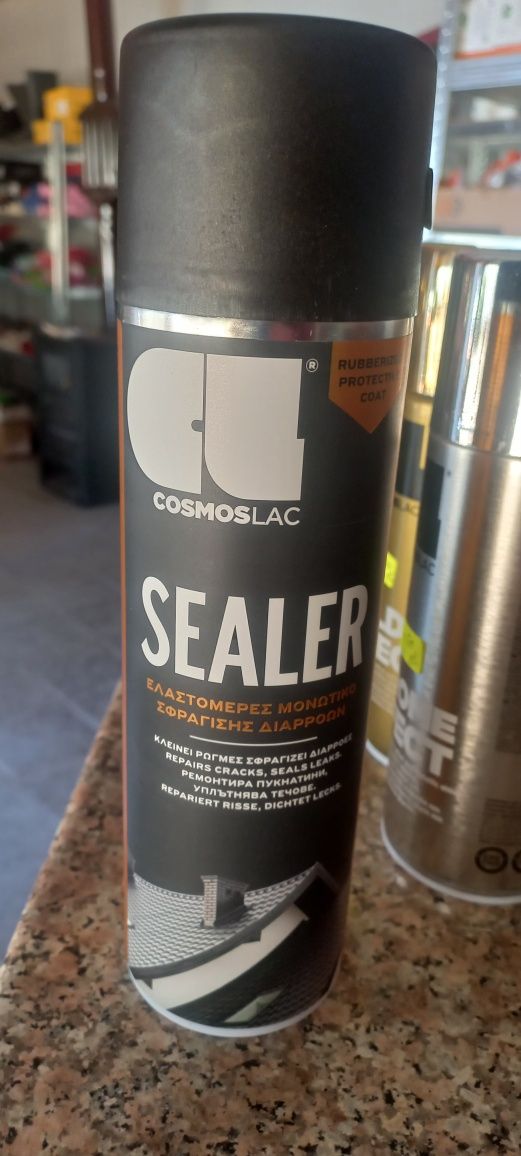 CL®
RUBBERIZED
PROTECTIVE
COAT
COSMOSLAC
SEALER
ΕΛΑΣΤΟΜΕΡΕΣ ΜΟΝΩΤΙΚΟ
ΣΦΡΑΓΙΣΗΣ ΔΙΑΡΡΟΩΝ
ΚΛΕΙΝΕΙ ΡΩΓΜΕΣ ΣΦΡΑΓΙΖΕΙ ΔΙΑΡΡΟΕΣ
REPAIRS CRACKS, SEALS LEAKS.
РЕМОНТИРА ПУКНАТИНИ,
УПЛЪТНЯВА ТЕЧОВЕ.
REPARIERT RISSE, DICHTET LECKS.